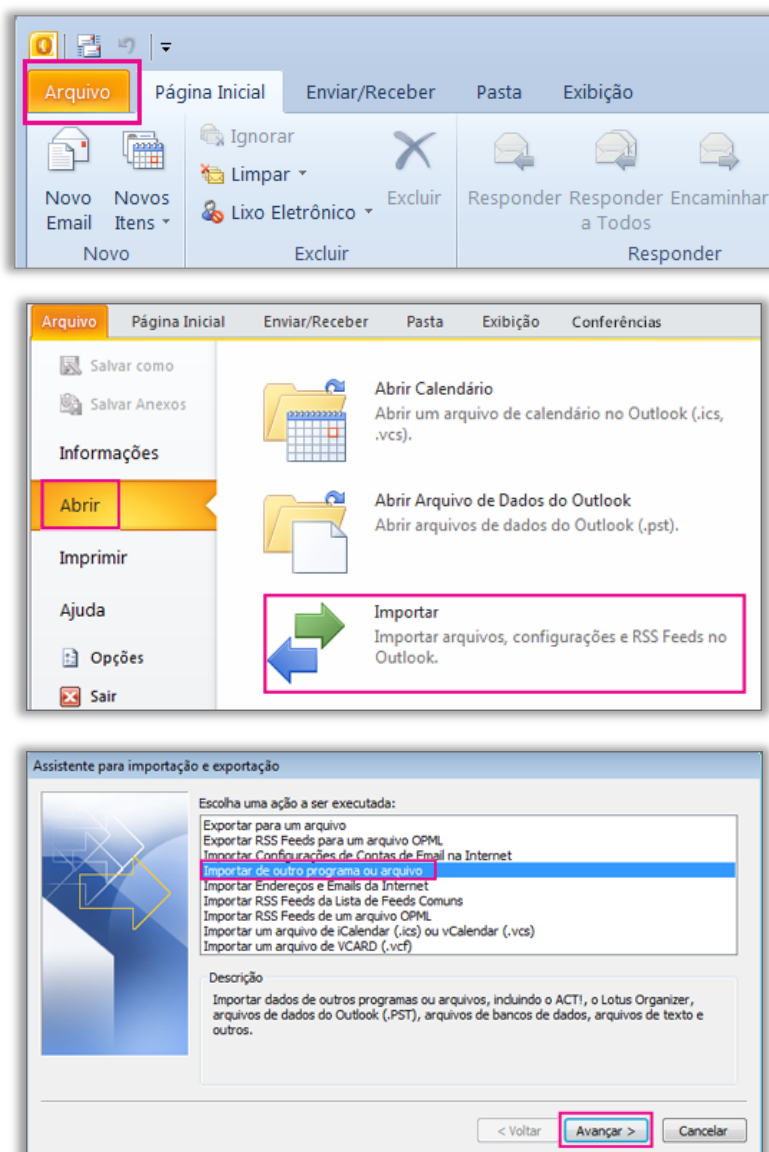 Arquivo Página Inicial Enviar/Receber Pasta Exibição
Novo Email
Novos Itens
Ignorar
Limpar
Lixo Eletrônico
Excluir
Responder
Responder a Todos
Encaminhar
Novo Excluir Responder
Arquivo Página Inicial Enviar/Receber Pasta Exibição Conferências
Salvar como
Salvar Anexos
Informações
Abrir
Imprimir
Ajuda
Opções
Sair
Abrir Calendário
Abrir um arquivo de calendário no Outlook (.ics,
.vcs).
Abrir Arquivo de Dados do Outlook
Abrir arquivos de dados do Outlook (.pst).
Importar
Importar arquivos, configurações e RSS Feeds no
Outlook.
Assistente para importação e exportação
Escolha uma ação a ser executada:
Exportar para um arquivo
Exportar RSS Feeds para um arquivo OPML
Importar Configurações de Contas de Email na Internet
Importar de outro programa ou arquivo
Importar Endereços e Emails da Internet
Importar RSS Feeds da Lista de Feeds Comuns
Importar RSS Feeds de um arquivo OPML
Importar um arquivo de iCalendar (.ics) ou vCalendar (.vcs)
Importar um arquivo de VCARD (.vcf)
Descrição
Importar dados de outros programas ou arquivos, incluindo o ACT!, o Lotus Organizer,
arquivos de dados do Outlook (.PST), arquivos de bancos de dados, arquivos de texto e
outros.
< Voltar Avançar > Cancelar